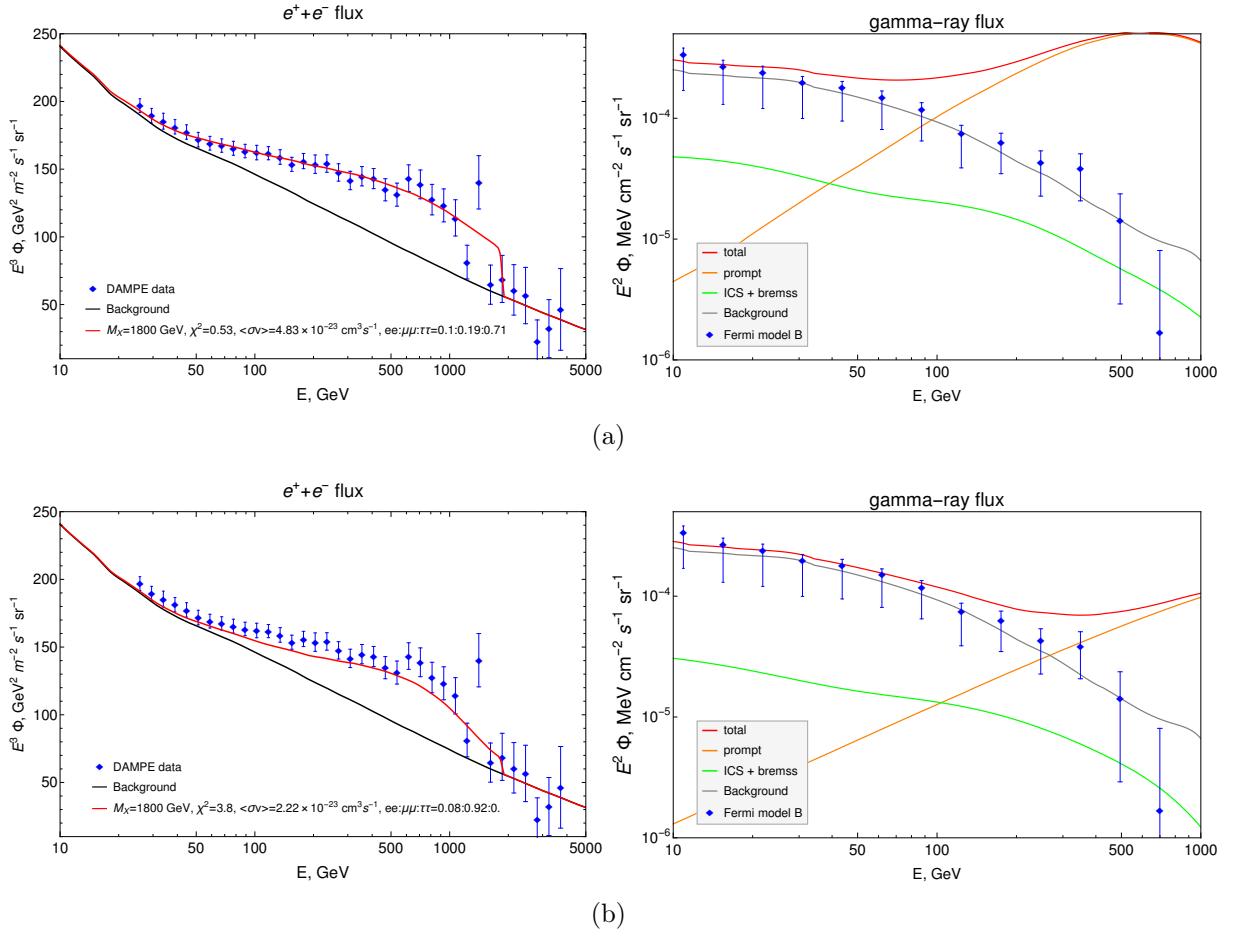 e⁺+e⁻ flux
250
200
150
100
50
10
50
100
500
1000
5000
E³ Φ, GeV² m⁻² s⁻¹ sr⁻¹
E, GeV
DAMPE data
Background
M_X=1800 GeV, χ²=0.53, <σv>=4.83×10⁻²³ cm³s⁻¹, ee:μμ:ττ=0.1:0.19:0.71
gamma-ray flux
10⁻⁴
10⁻⁵
10⁻⁶
10
50
100
500
1000
E² Φ, MeV cm⁻² s⁻¹ sr⁻¹
E, GeV
total
prompt
ICS + bremss
Background
Fermi model B
(a)
e⁺+e⁻ flux
250
200
150
100
50
10
50
100
500
1000
5000
E³ Φ, GeV² m⁻² s⁻¹ sr⁻¹
E, GeV
DAMPE data
Background
M_X=1800 GeV, χ²=3.8, <σv>=2.22×10⁻²³ cm³s⁻¹, ee:μμ:ττ=0.08:0.92:0.
gamma-ray flux
10⁻⁴
10⁻⁵
10⁻⁶
10
50
100
500
1000
E² Φ, MeV cm⁻² s⁻¹ sr⁻¹
E, GeV
total
prompt
ICS + bremss
Background
Fermi model B
(b)